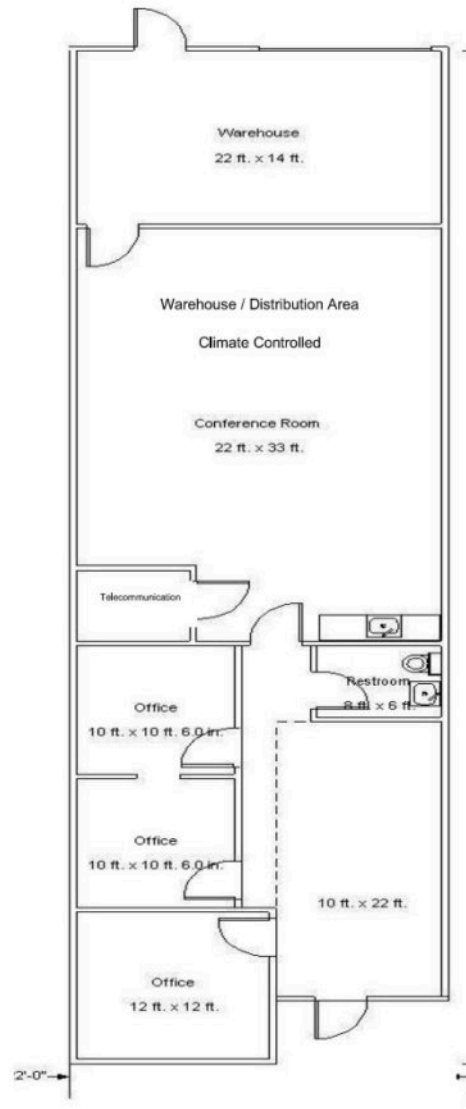 Warehouse
22 ft. x 14 ft.
Warehouse / Distribution Area
Climate Controlled
Conference Room
22 ft. x 33 ft.
Telecommunication
Restroom
8 ft. x 6 ft.
Office
10 ft. x 10 ft. 6.0 in.
Office
10 ft. x 10 ft. 6.0 in.
10 ft. x 22 ft.
Office
12 ft. x 12 ft.
2'-0"